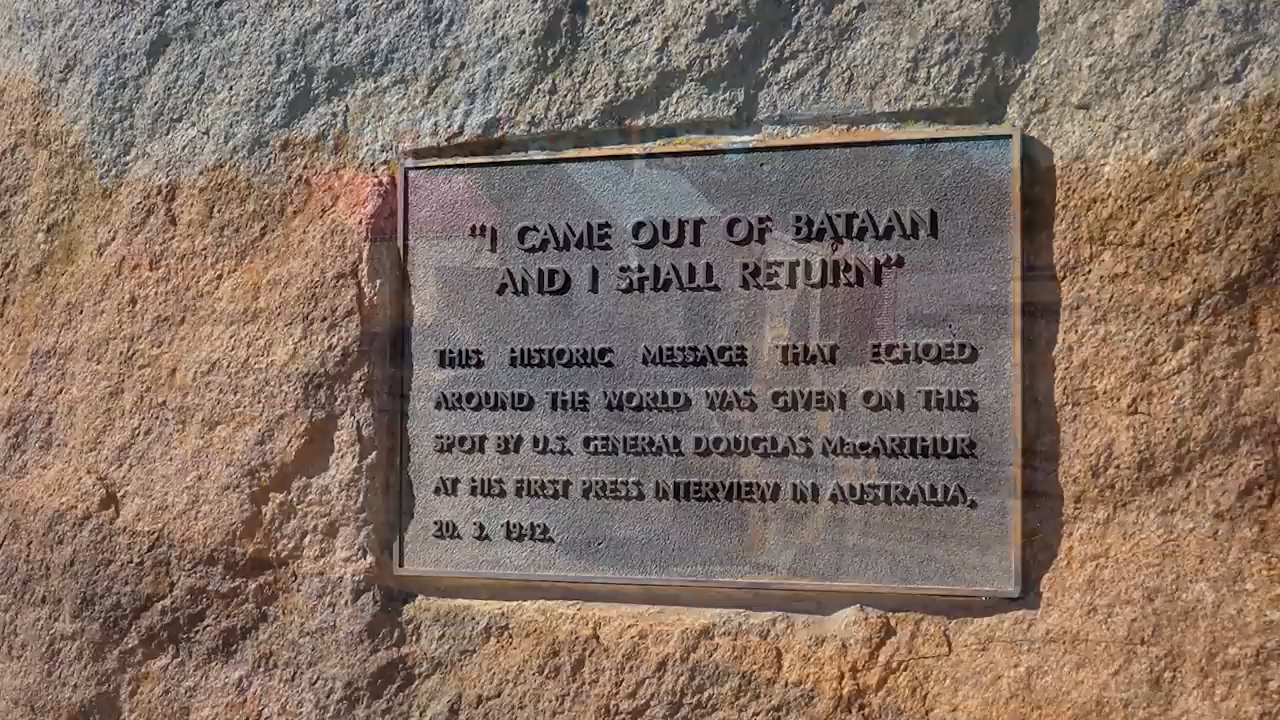 “I CAME OUT OF BATAAN
AND I SHALL RETURN“
THIS HISTORIC MESSAGE THAT ECHOED
AROUND THE WORLD WAS GIVEN ON THIS
SPOT BY U.S. GENERAL DOUGLAS MacARTHUR
AT HIS FIRST PRESS INTERVIEW IN AUSTRALIA,
20. 3. 1942.